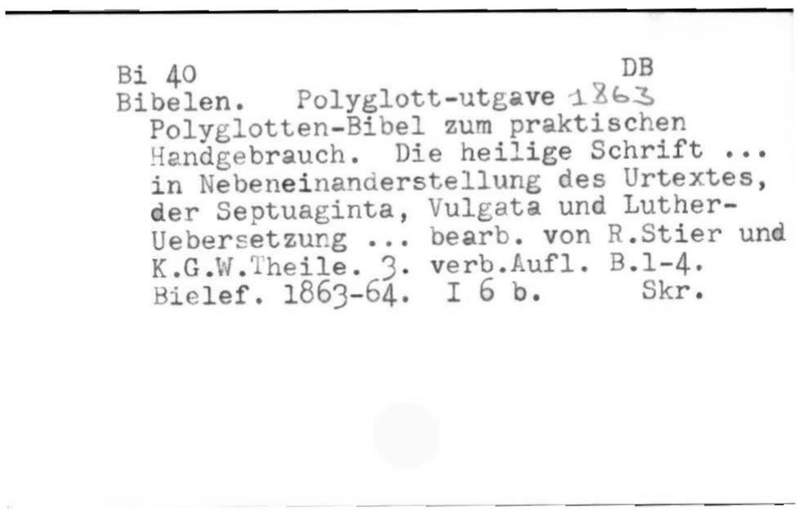 Bi 40 DB
Bibelen. Polyglott-utgave 1863
Polyglotten-Bibel zum praktischen
Handgebrauch. Die heilige Schrift ...
in Nebeneinanderstellung des Urtextes,
der Septuaginta, Vulgata und Luther-
Uebersetzung ... bearb. von R.Stier und
K.G.W.Theile. 3. verb.Aufl. B.1-4.
Bielef. 1863-64. I 6 b. Skr.